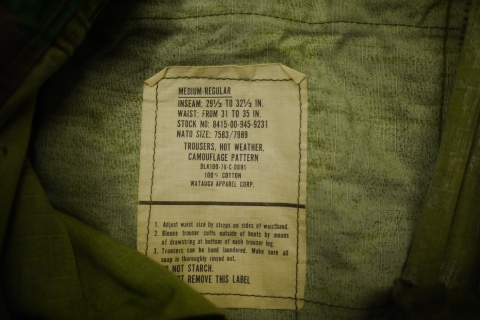 MEDIUM-REGULAR
INSEAM: 29½ TO 32½ IN.
WAIST: FROM 31 TO 35 IN.
STOCK NO: 8415-00-945-9231
NATO SIZE: 7583/7989
TROUSERS, HOT WEATHER,
CAMOUFLAGE PATTERN
DLA100-78-C-0691
100% COTTON
WATAUGA APPAREL CORP.
1. Adjust waist size by straps on sides of waistband.
2. Blouse trouser cuffs outside of boots by means
of drawstring at bottom of each trouser leg.
3. Trousers can be hand laundered. Make sure all
soap is thoroughly rinsed out.
NOT STARCH.
REMOVE THIS LABEL